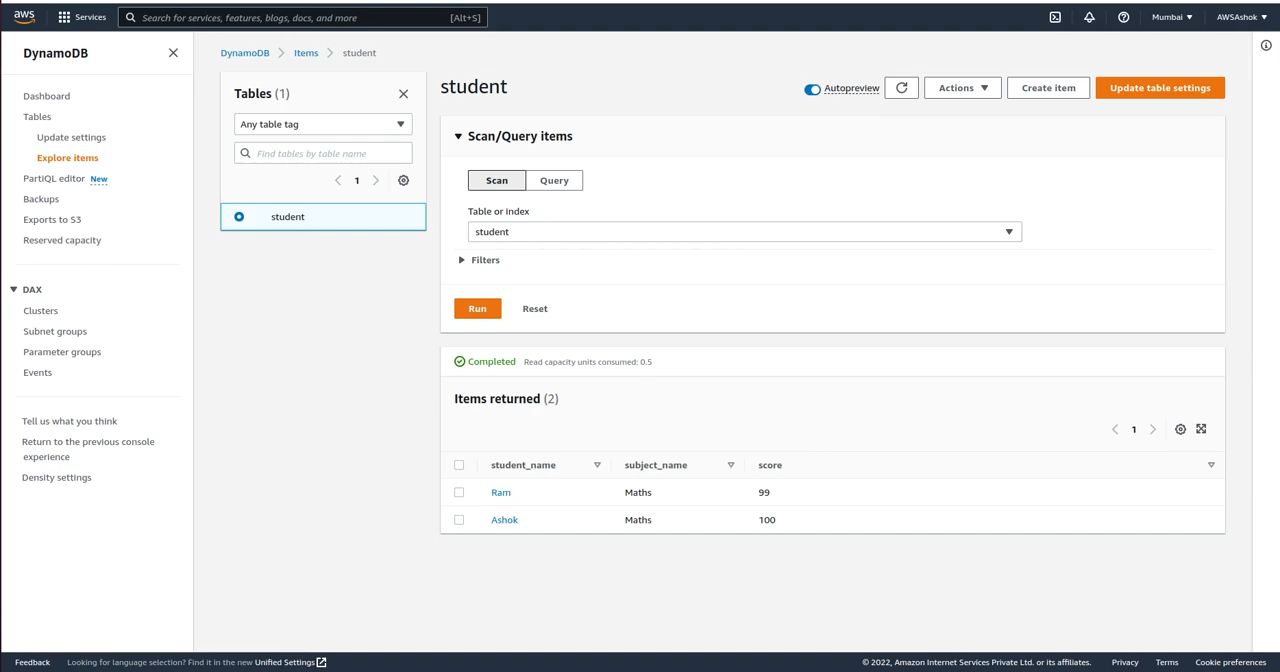 aws
Services
Search for services, features, blogs, docs, and more
[Alt+S]
Mumbai
AWSAshok
DynamoDB
Dashboard
Tables
Update settings
Explore items
PartiQL editor New
Backups
Exports to S3
Reserved capacity
DAX
Clusters
Subnet groups
Parameter groups
Events
Tell us what you think
Return to the previous console
experience
Density settings
DynamoDB Items student
Tables (1)
Any table tag
Find tables by table name
1
student
student
Autopreview
Actions
Create item
Update table settings
Scan/Query items
Scan Query
Table or index
student
Filters
Run Reset
Completed Read capacity units consumed: 0.5
Items returned (2)
1
student_name subject_name score
Ram Maths 99
Ashok Maths 100
Feedback Looking for language selection? Find it in the new Unified Settings
© 2022, Amazon Internet Services Private Ltd. or its affiliates. Privacy Terms Cookie preferences